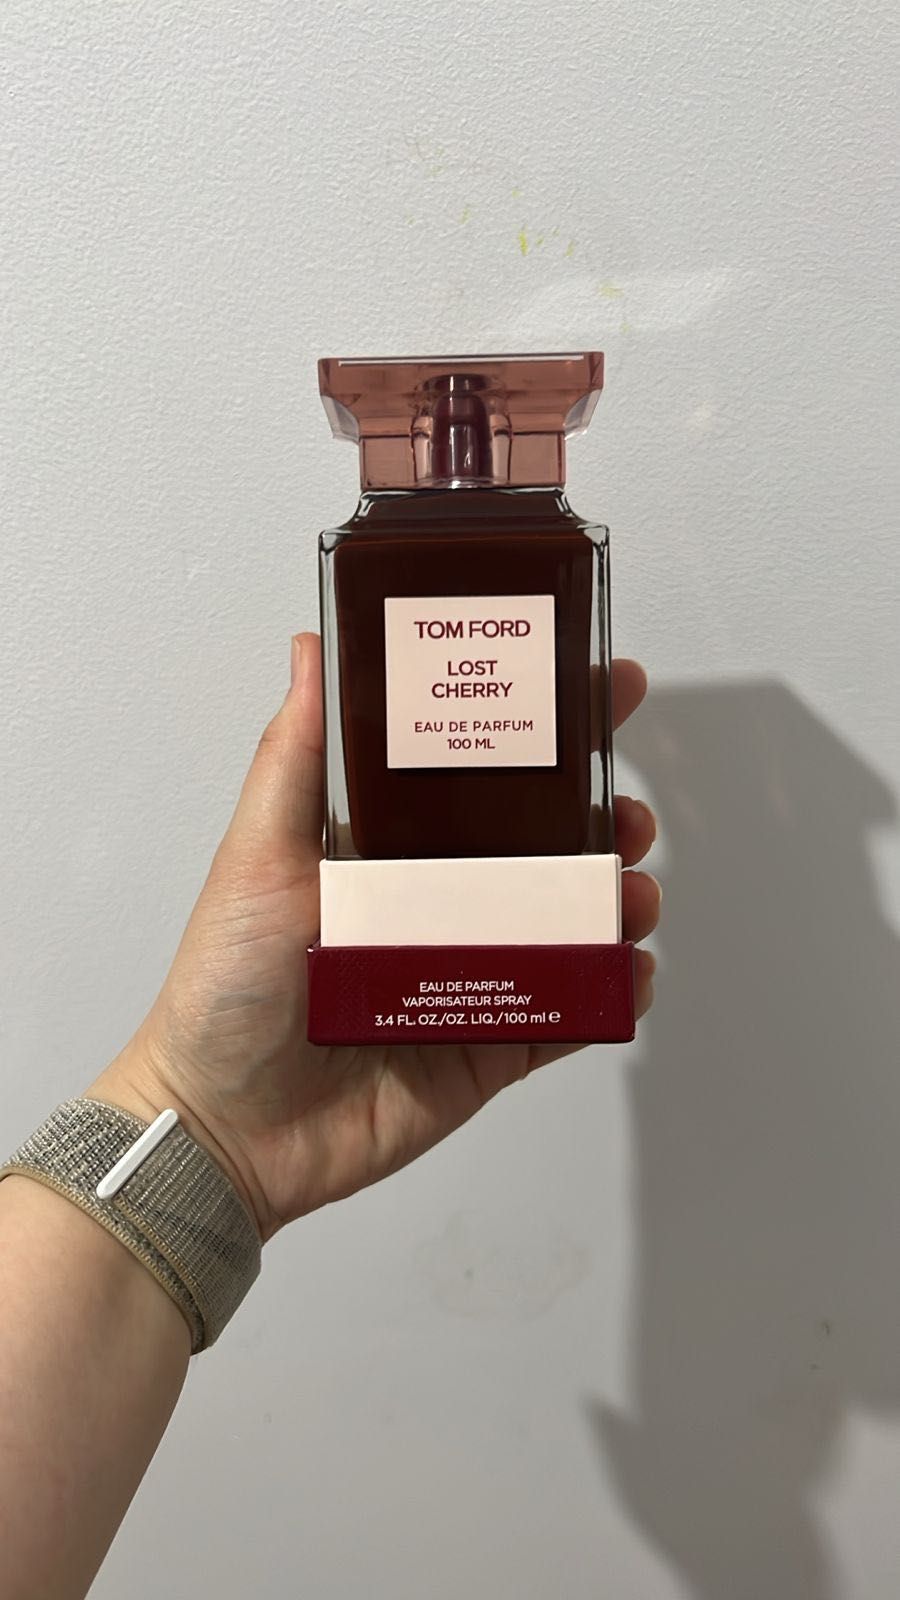 TOM FORD
LOST
CHERRY
EAU DE PARFUM
100 ML
EAU DE PARFUM
VAPORISATEUR SPRAY
3.4 FL. OZ./OZ. LIQ./100 ml ℮